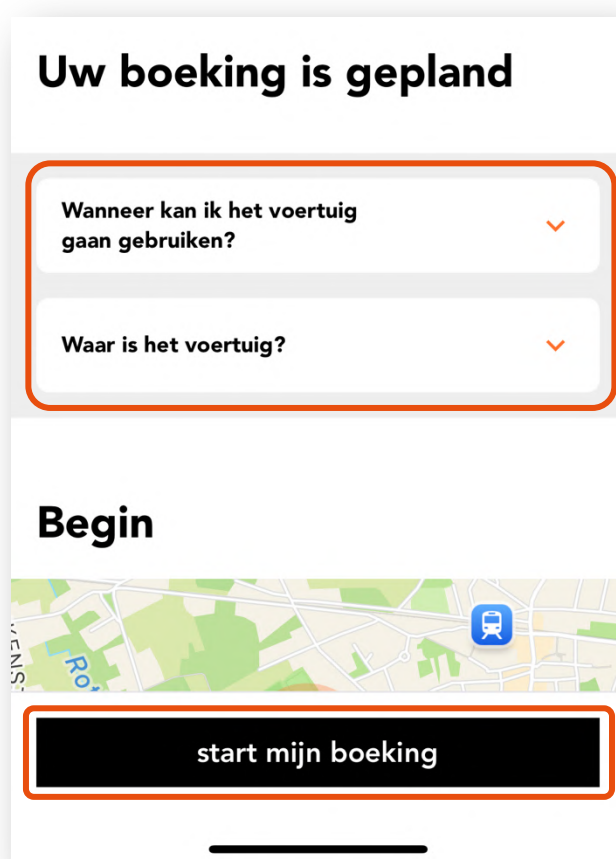 Uw boeking is gepland
Wanneer kan ik het voertuig
gaan gebruiken?
Waar is het voertuig?
Begin
start mijn boeking